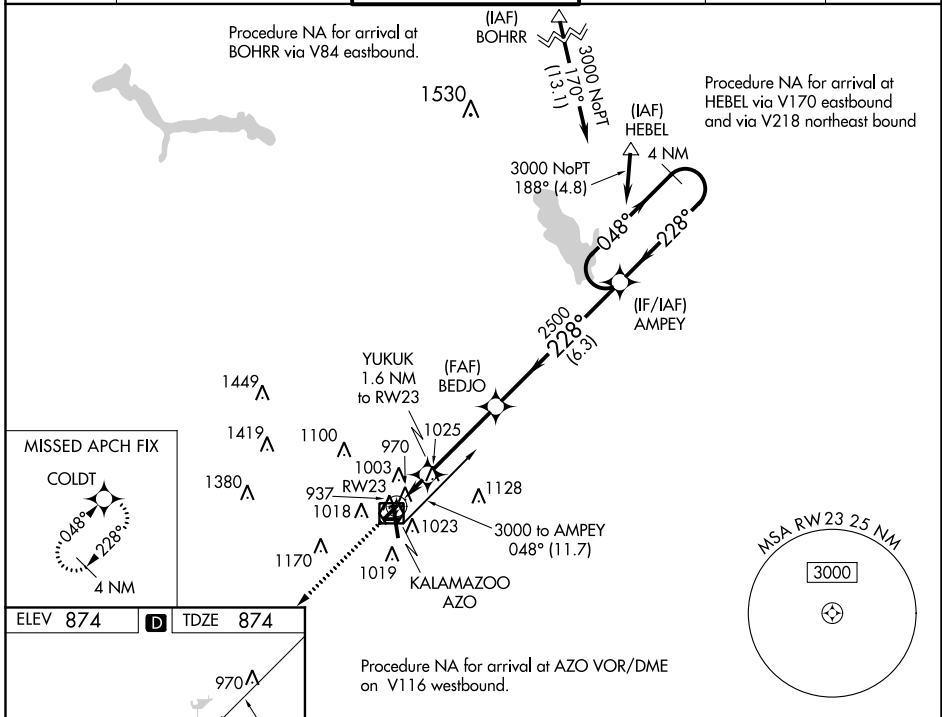 Procedure NA for arrival at
BOHRR via V84 eastbound.
(IAF)
BOHRR
3000 NoPT
170°
(13.1)
1530
Procedure NA for arrival at
HEBEL via V170 eastbound
and via V218 northeast bound
(IAF)
HEBEL
4 NM
3000 NoPT
188° (4.8)
048°
228°
(IF/IAF)
AMPEY
2500
228°
(6.3)
(FAF)
BEDJO
YUKUK
1.6 NM
to RW23
1449
1419
1100
1025
970
1003
RW23
1380
937
1018
1128
1023
3000 to AMPEY
048° (11.7)
1170
1019
KALAMAZOO
AZO
MISSED APCH FIX
COLDT
048°
228°
4 NM
MSA RW23 25 NM
3000
ELEV 874
D
TDZE 874
970
Procedure NA for arrival at AZO VOR/DME
on V116 westbound.